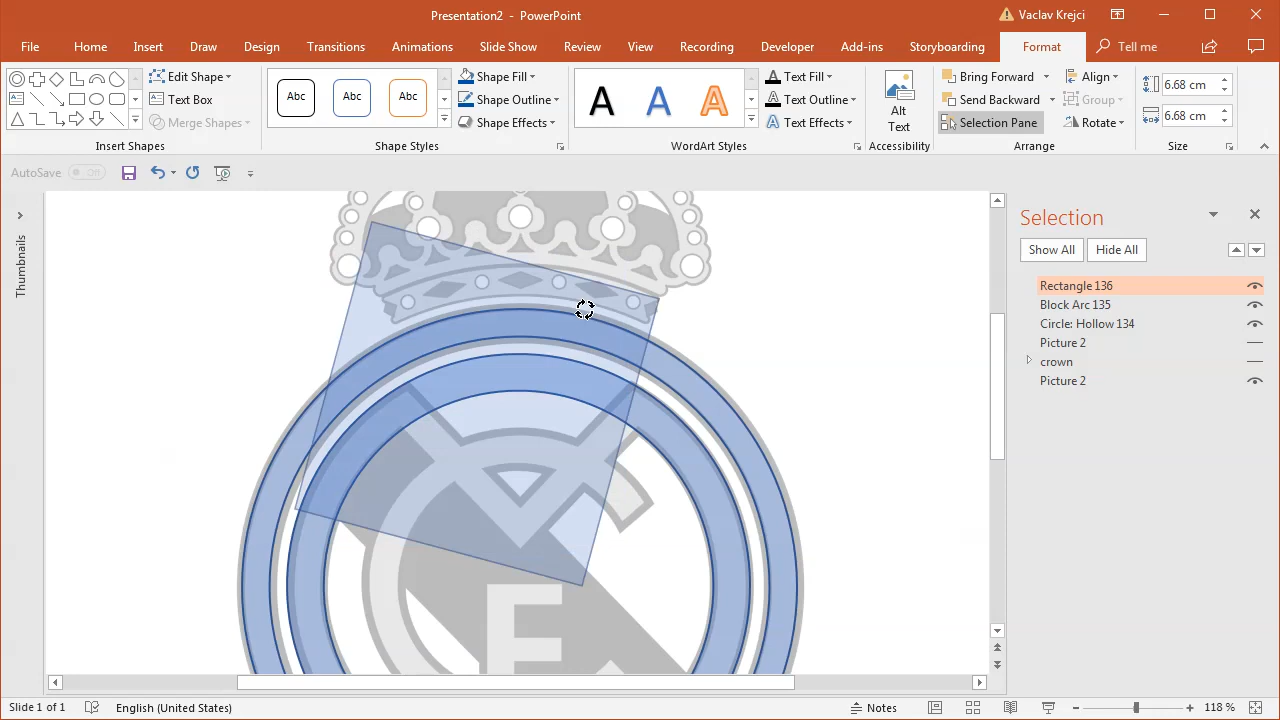 Presentation2 - PowerPoint
Vaclav Krejci
File Home Insert Draw Design Transitions Animations Slide Show Review View Recording Developer Add-ins Storyboarding Format Tell me
Edit Shape
Text Box
Merge Shapes
Insert Shapes
Abc Abc Abc
Shape Fill
Shape Outline
Shape Effects
Shape Styles
A A A
Text Fill
Text Outline
Text Effects
WordArt Styles
Alt
Text
Accessibility
Bring Forward
Send Backward
Selection Pane
Align
Group
Rotate
Arrange
6.68 cm
6.68 cm
Size
AutoSave Off
Thumbnails
Selection
Show All Hide All
Rectangle 136
Block Arc 135
Circle: Hollow 134
Picture 2
crown
Picture 2
E
Slide 1 of 1 English (United States) Notes 118 %